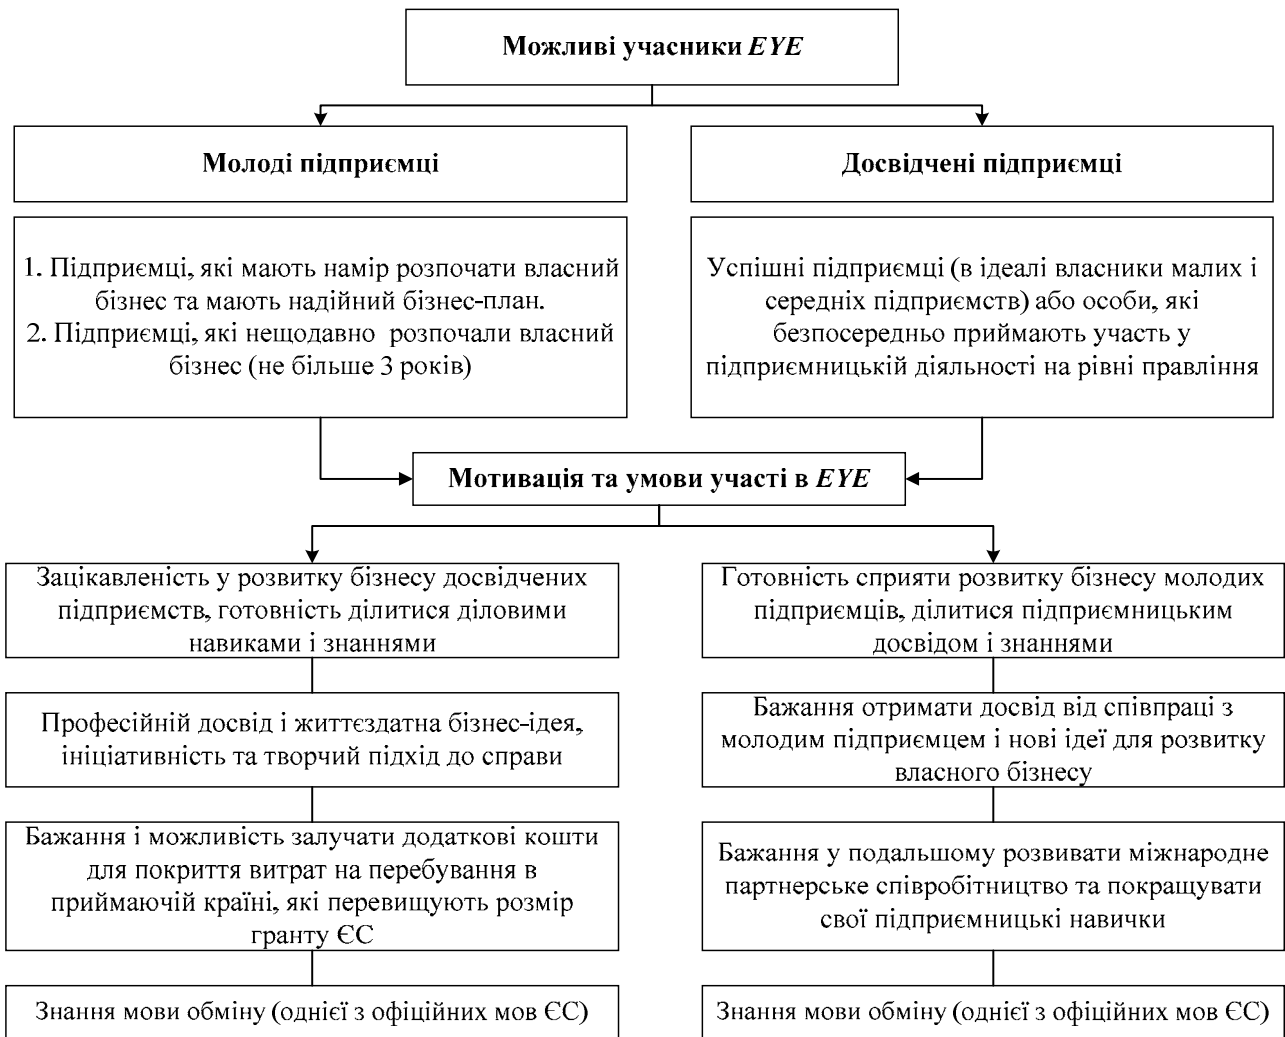 Можливі учасники EYE
Молоді підприємці
Досвідчені підприємці
1. Підприємці, які мають намір розпочати власний
бізнес та мають надійний бізнес-план.
2. Підприємці, які нещодавно розпочали власний
бізнес (не більше 3 років)
Успішні підприємці (в ідеалі власники малих і
середніх підприємств) або особи, які
безпосередньо приймають участь у
підприємницькій діяльності на рівні правління
Мотивація та умови участі в EYE
Зацікавленість у розвитку бізнесу досвідчених
підприємств, готовність ділитися діловими
навиками і знаннями
Готовність сприяти розвитку бізнесу молодих
підприємців, ділитися підприємницьким
досвідом і знаннями
Професійній досвід і життєздатна бізнес-ідея,
ініціативність та творчий підхід до справи
Бажання отримати досвід від співпраці з
молодим підприємцем і нові ідеї для розвитку
власного бізнесу
Бажання і можливість залучати додаткові кошти
для покриття витрат на перебування в
приймаючій країні, які перевищують розмір
гранту ЄС
Бажання у подальшому розвивати міжнародне
партнерське співробітництво та покращувати
свої підприємницькі навички
Знання мови обміну (однієї з офіційних мов ЄС)
Знання мови обміну (однієї з офіційних мов ЄС)